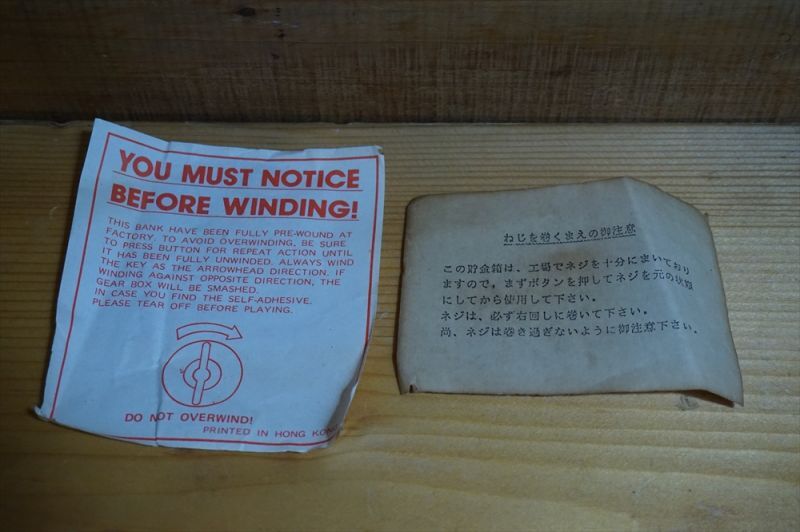 YOU MUST NOTICE
BEFORE WINDING!
THIS BANK HAVE BEEN FULLY PRE-WOUND AT
FACTORY. TO AVOID OVERWINDING, BE SURE
TO PRESS BUTTON FOR REPEAT ACTION UNTIL
IT HAS BEEN FULLY UNWINDED. ALWAYS WIND
THE KEY AS THE ARROWHEAD DIRECTION. IF
WINDING AGAINST OPPOSITE DIRECTION, THE
GEAR BOX WILL BE SMASHED.
IN CASE YOU FIND THE SELF-ADHESIVE.
PLEASE TEAR OFF BEFORE PLAYING.
DO NOT OVERWIND!
PRINTED IN HONG KONG
ねじを巻くまえの御注意
この貯金箱は、工場でネジを十分にまいており
ますので，まずボタンを押してネジを元の状態
にしてから使用して下さい。
ネジは、必ず右回しに巻いて下さい。
尚、ネジは巻き過ぎないように御注意下さい。